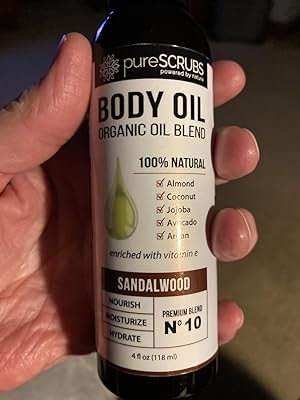 pureSCRUBS
powered by nature
BODY OIL
ORGANIC OIL BLEND
100% NATURAL
Almond
Coconut
Jojoba
Avocado
Argan
enriched with vitamin e
SANDALWOOD
NOURISH
MOISTURIZE
HYDRATE
PREMIUM BLEND
Nº 10
4 fl oz (118 ml)